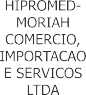 HIPROMED-
MORIAH
COMERCIO,
IMPORTACAO
E SERVICOS
LTDA